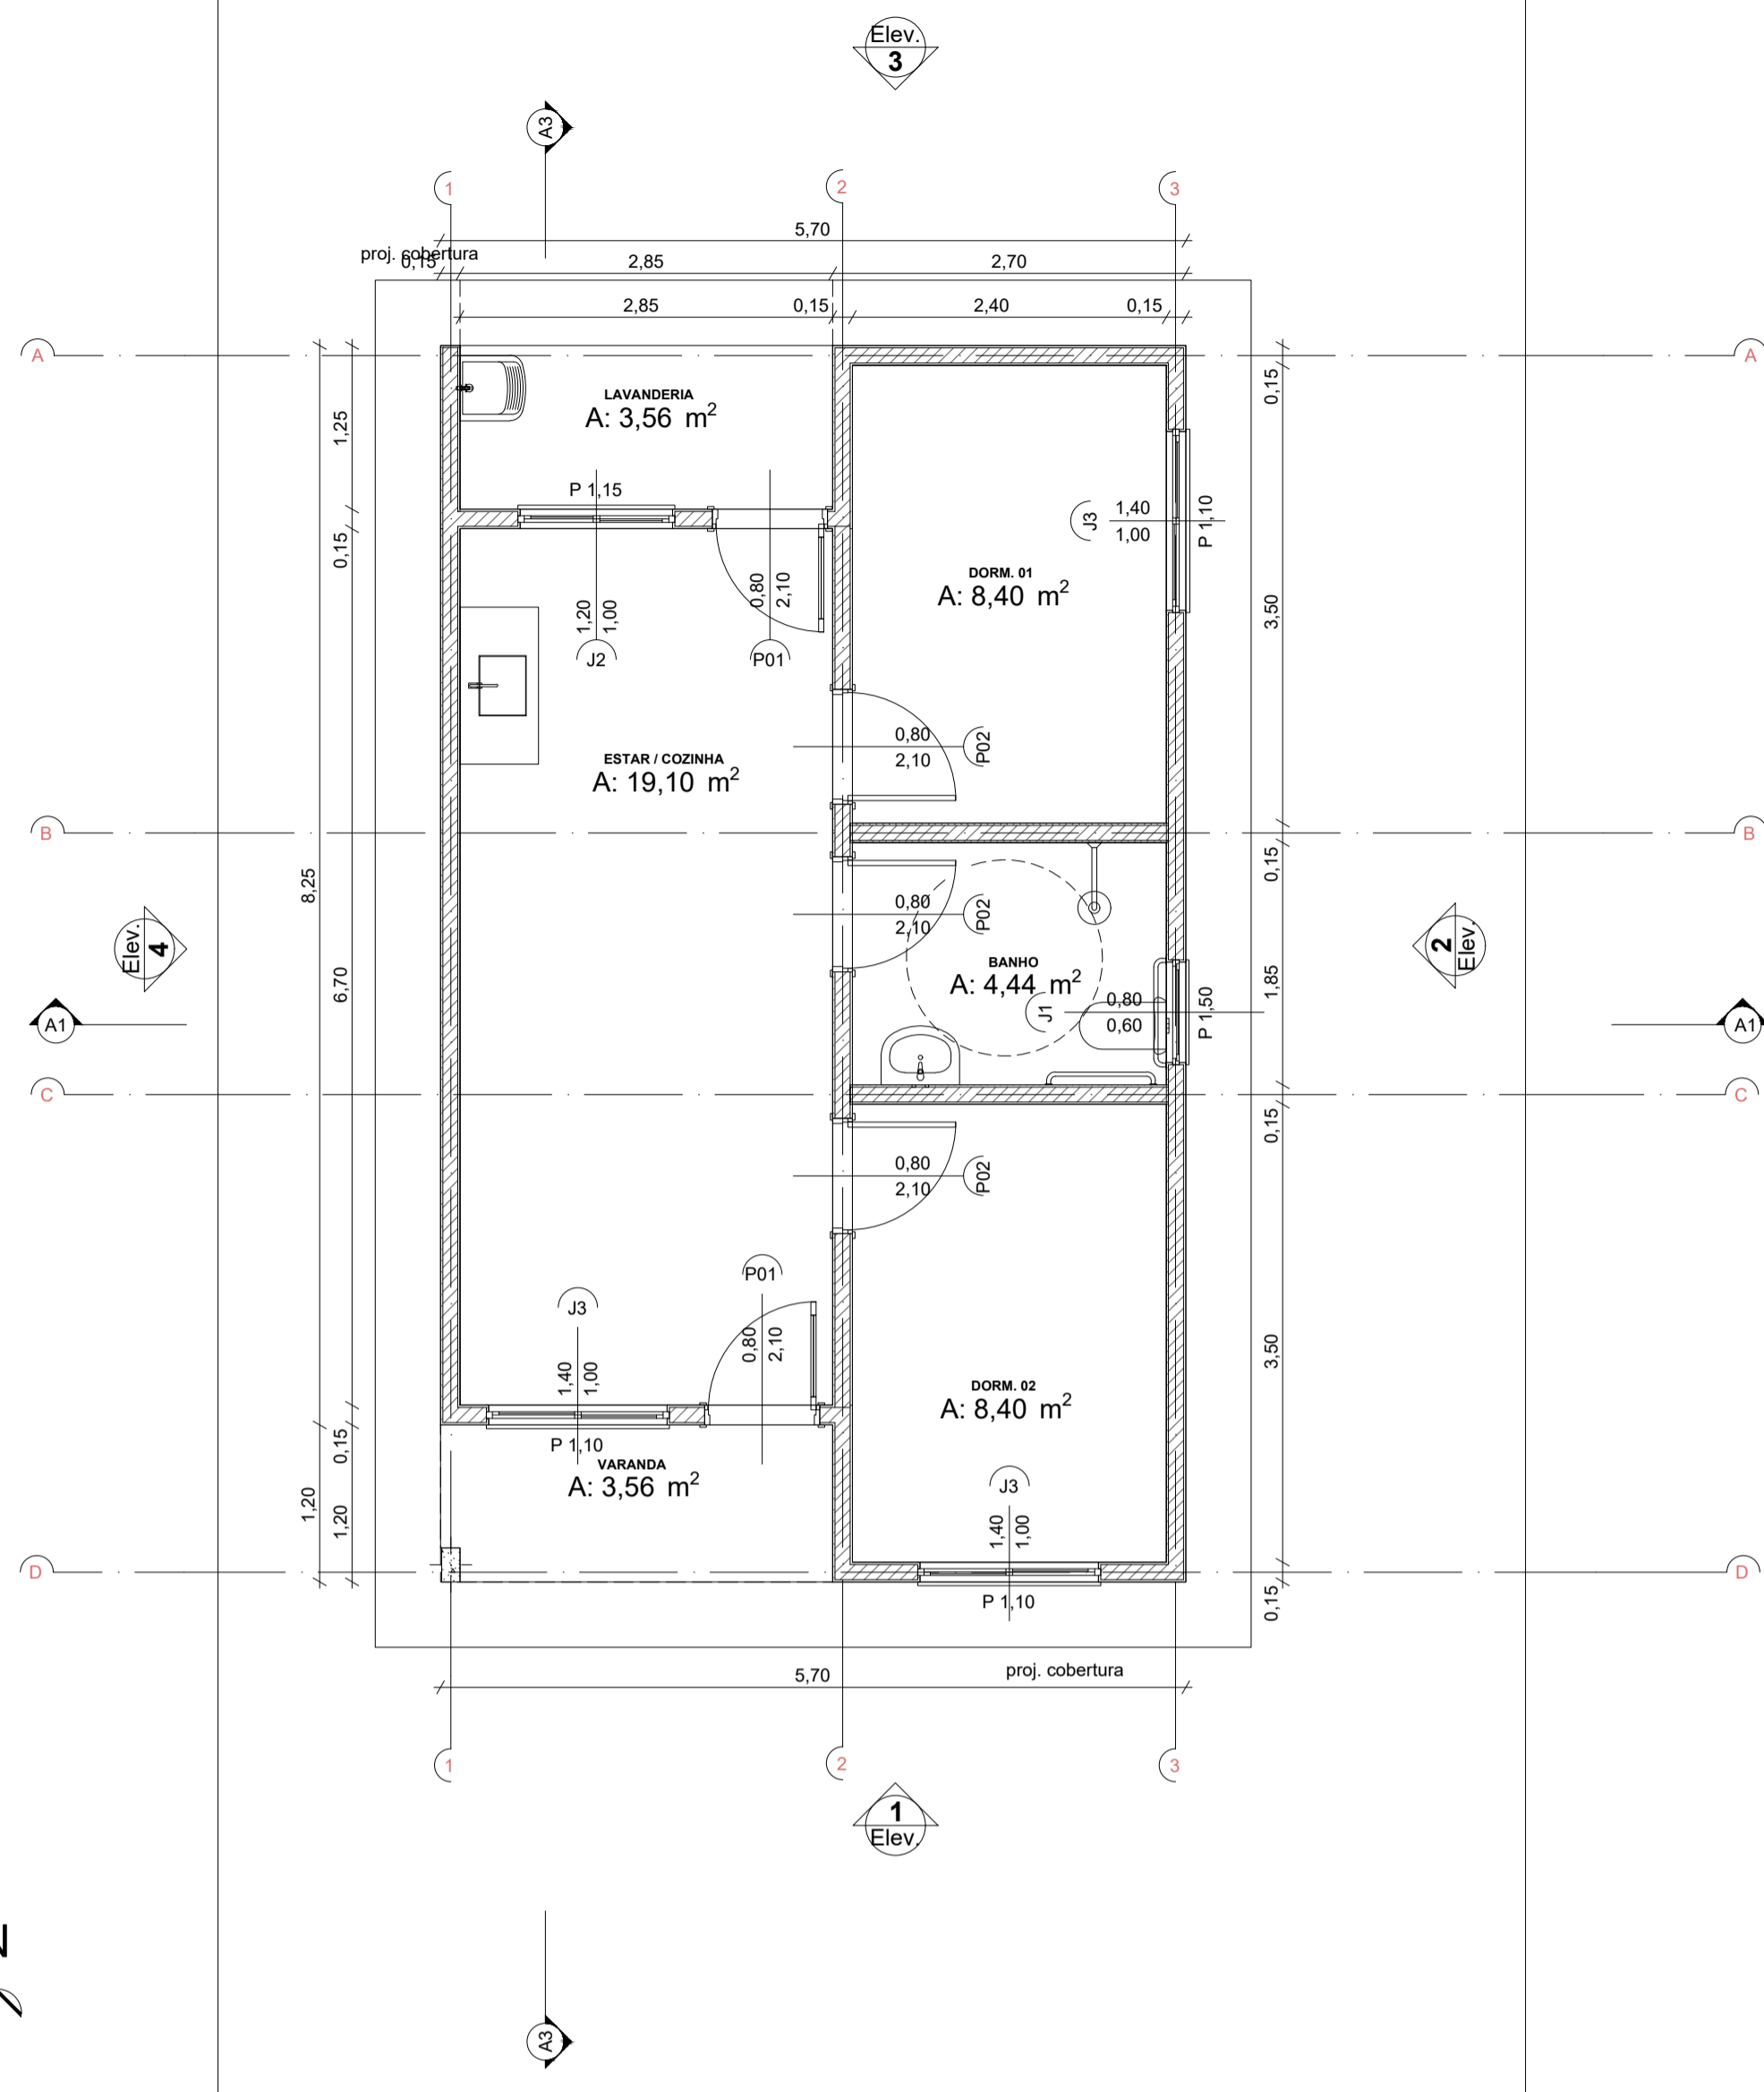 Elev.
3
A3
1
2
3
5,70
proj. cobertura
0,15
2,85
2,70
2,85
0,15
2,40
0,15
A
A
LAVANDERIA
A: 3,56 m²
1,25
0,15
P 1,15
1,40
1,00
J3
P 1,10
0,15
DORM. 01
A: 8,40 m²
0,80
2,10
1,20
1,00
J2
P01
3,50
0,80
2,10
P02
ESTAR / COZINHA
A: 19,10 m²
B
B
8,25
0,15
0,80
2,10
P02
Elev.
4
2
Elev.
BANHO
A: 4,44 m²
6,70
1,85
0,80
0,60
J1
P 1,50
A1
A1
C
C
0,15
0,80
2,10
P02
P01
J3
0,80
2,10
1,40
1,00
3,50
DORM. 02
A: 8,40 m²
P 1,10
0,15
VARANDA
A: 3,56 m²
J3
1,20
1,20
1,40
1,00
D
D
P 1,10
0,15
5,70
proj. cobertura
1
2
3
1
Elev.
A3